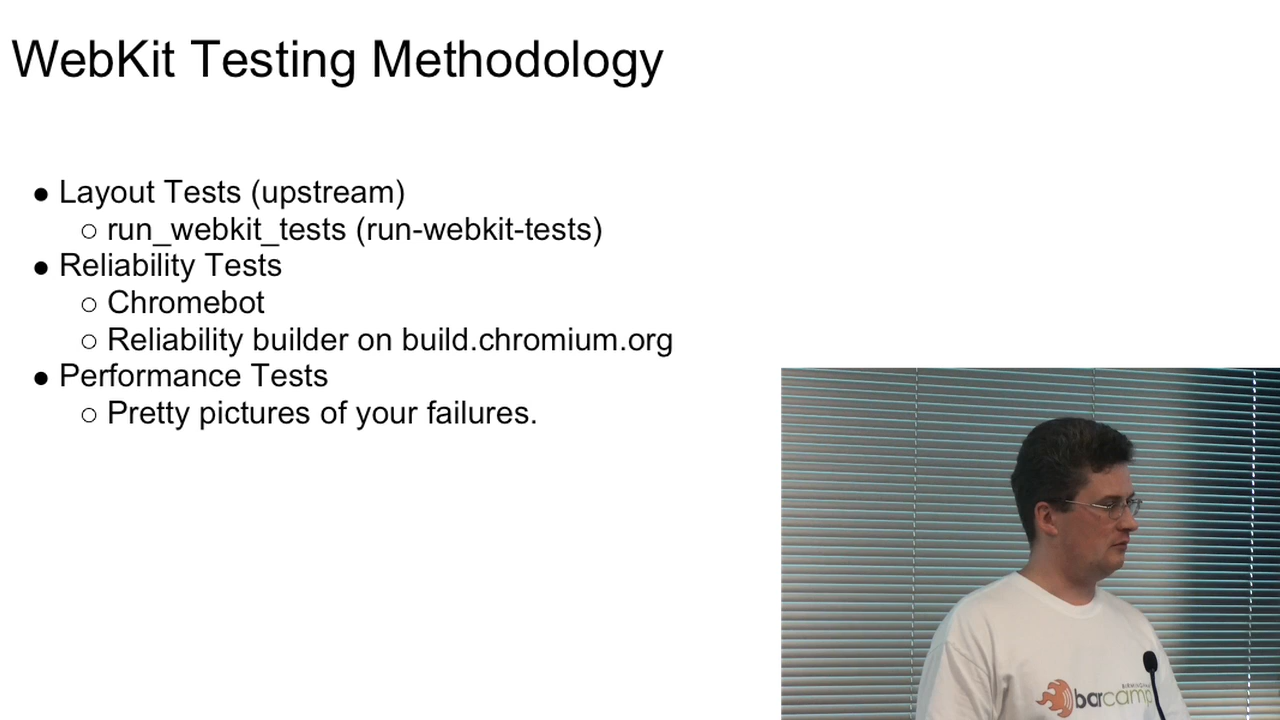 WebKit Testing Methodology
● Layout Tests (upstream)
○ run_webkit_tests (run-webkit-tests)
● Reliability Tests
○ Chromebot
○ Reliability builder on build.chromium.org
● Performance Tests
○ Pretty pictures of your failures.
barcamp